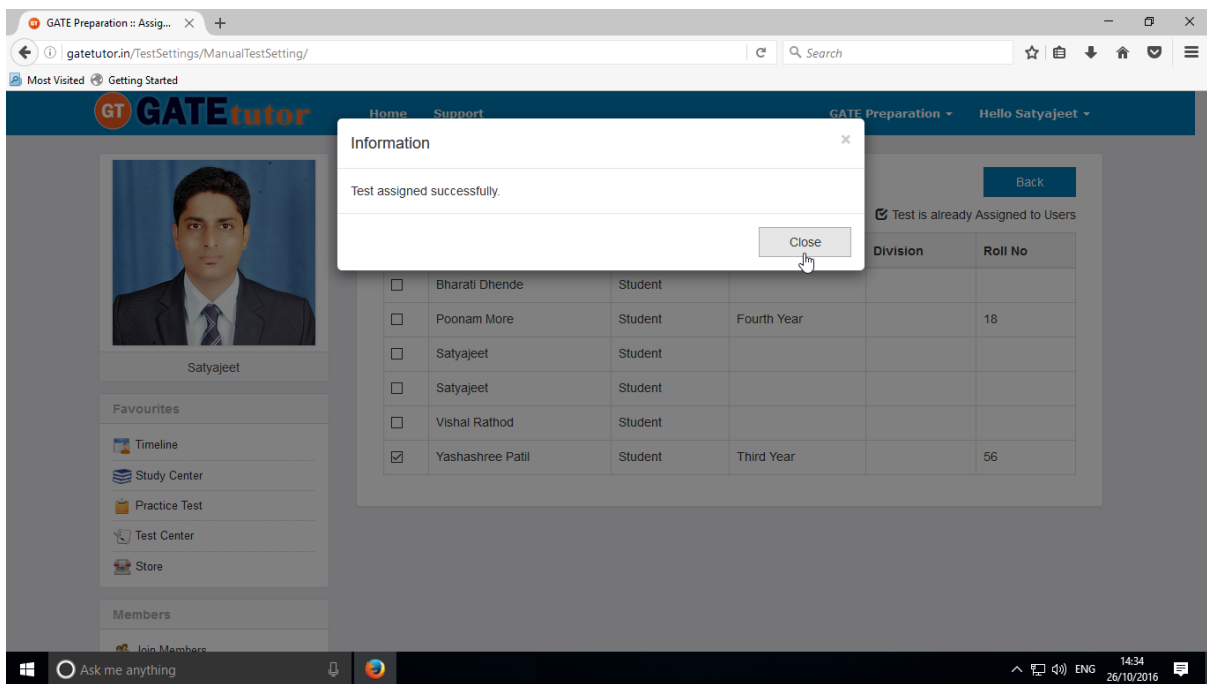 GATE Preparation :: Assig...
gatetutor.in/TestSettings/ManualTestSetting/
Search
Most Visited Getting Started
GT GATEtutor Home Support GATE Preparation Hello Satyajeet
Information
Test assigned successfully.
Close
Back
Test is already Assigned to Users
Division Roll No
Bharati Dhende Student
Poonam More Student Fourth Year 18
Satyajeet Student
Satyajeet Student
Vishal Rathod Student
Yashashree Patil Student Third Year 56
Satyajeet
Favourites
Timeline
Study Center
Practice Test
Test Center
Store
Members
Join Members
Ask me anything
ENG
14:34
26/10/2016